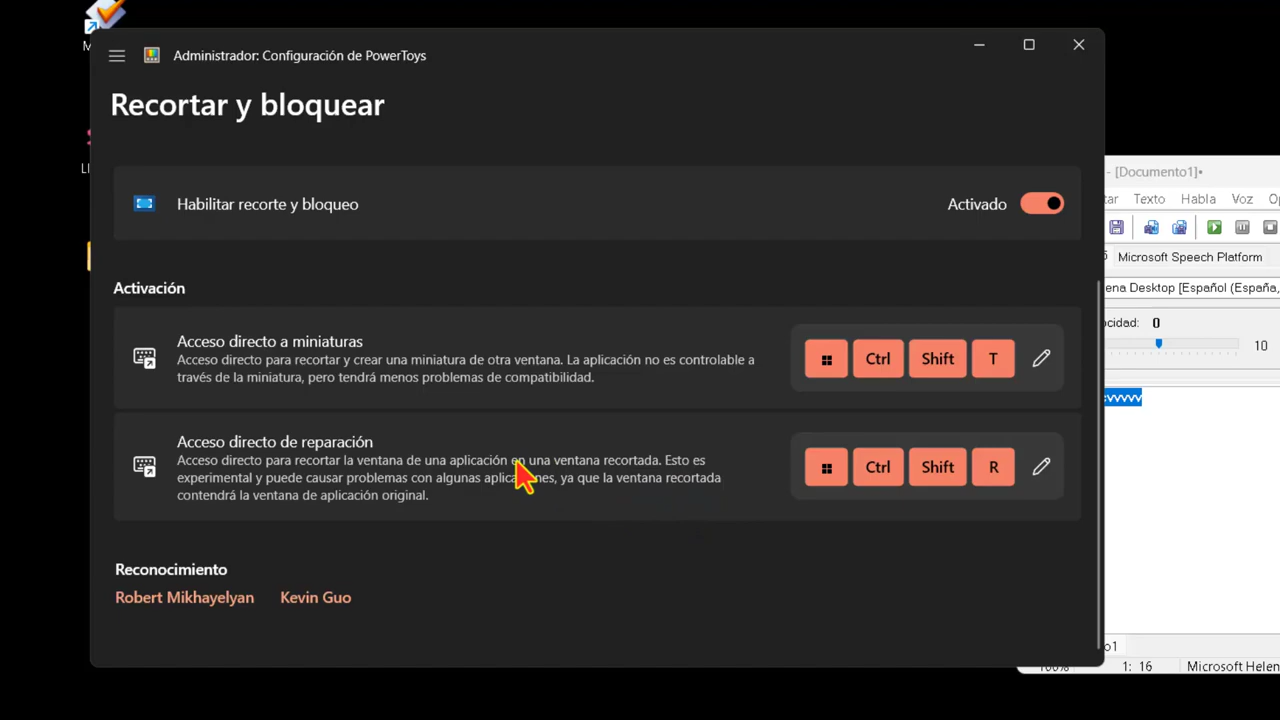 Administrador: Configuración de PowerToys
Recortar y bloquear
- [Documento1]•
Texto Habla Voz
Habilitar recorte y bloqueo
Activado
Microsoft Speech Platform
Activación
Desktop [Español (España,
Acceso directo a miniaturas
Acceso directo para recortar y crear una miniatura de otra ventana. La aplicación no es controlable a
través de la miniatura, pero tendrá menos problemas de compatibilidad.
Ctrl Shift T
0
10
Acceso directo de reparación
Acceso directo para recortar la ventana de una aplicación en una ventana recortada. Esto es
experimental y puede causar problemas con algunas aplicaciones, ya que la ventana recortada
contendrá la ventana de aplicación original.
Ctrl Shift R
Reconocimiento
Robert Mikhayelyan Kevin Guo
1: 16
Microsoft Helen